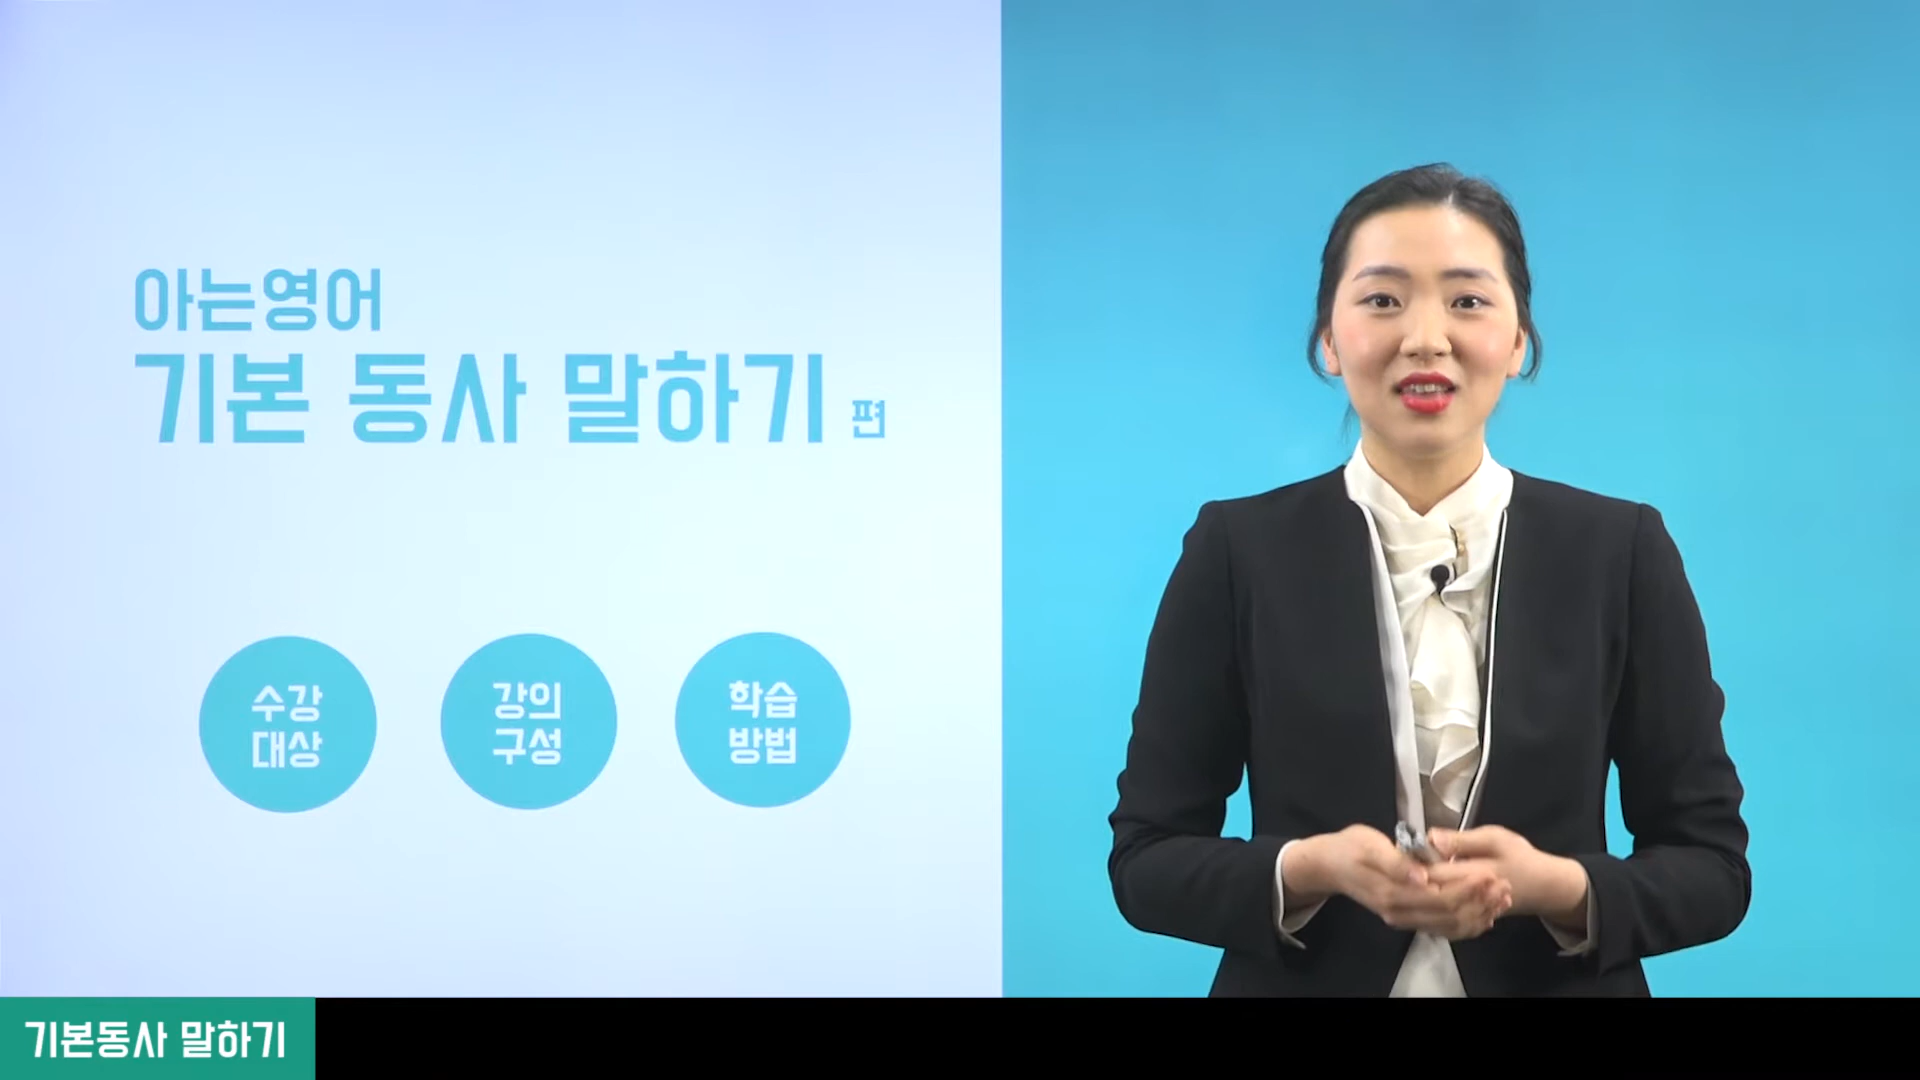 아는영어
기본 동사 말하기 편
수강
대상
강의
구성
학습
방법
기본동사 말하기